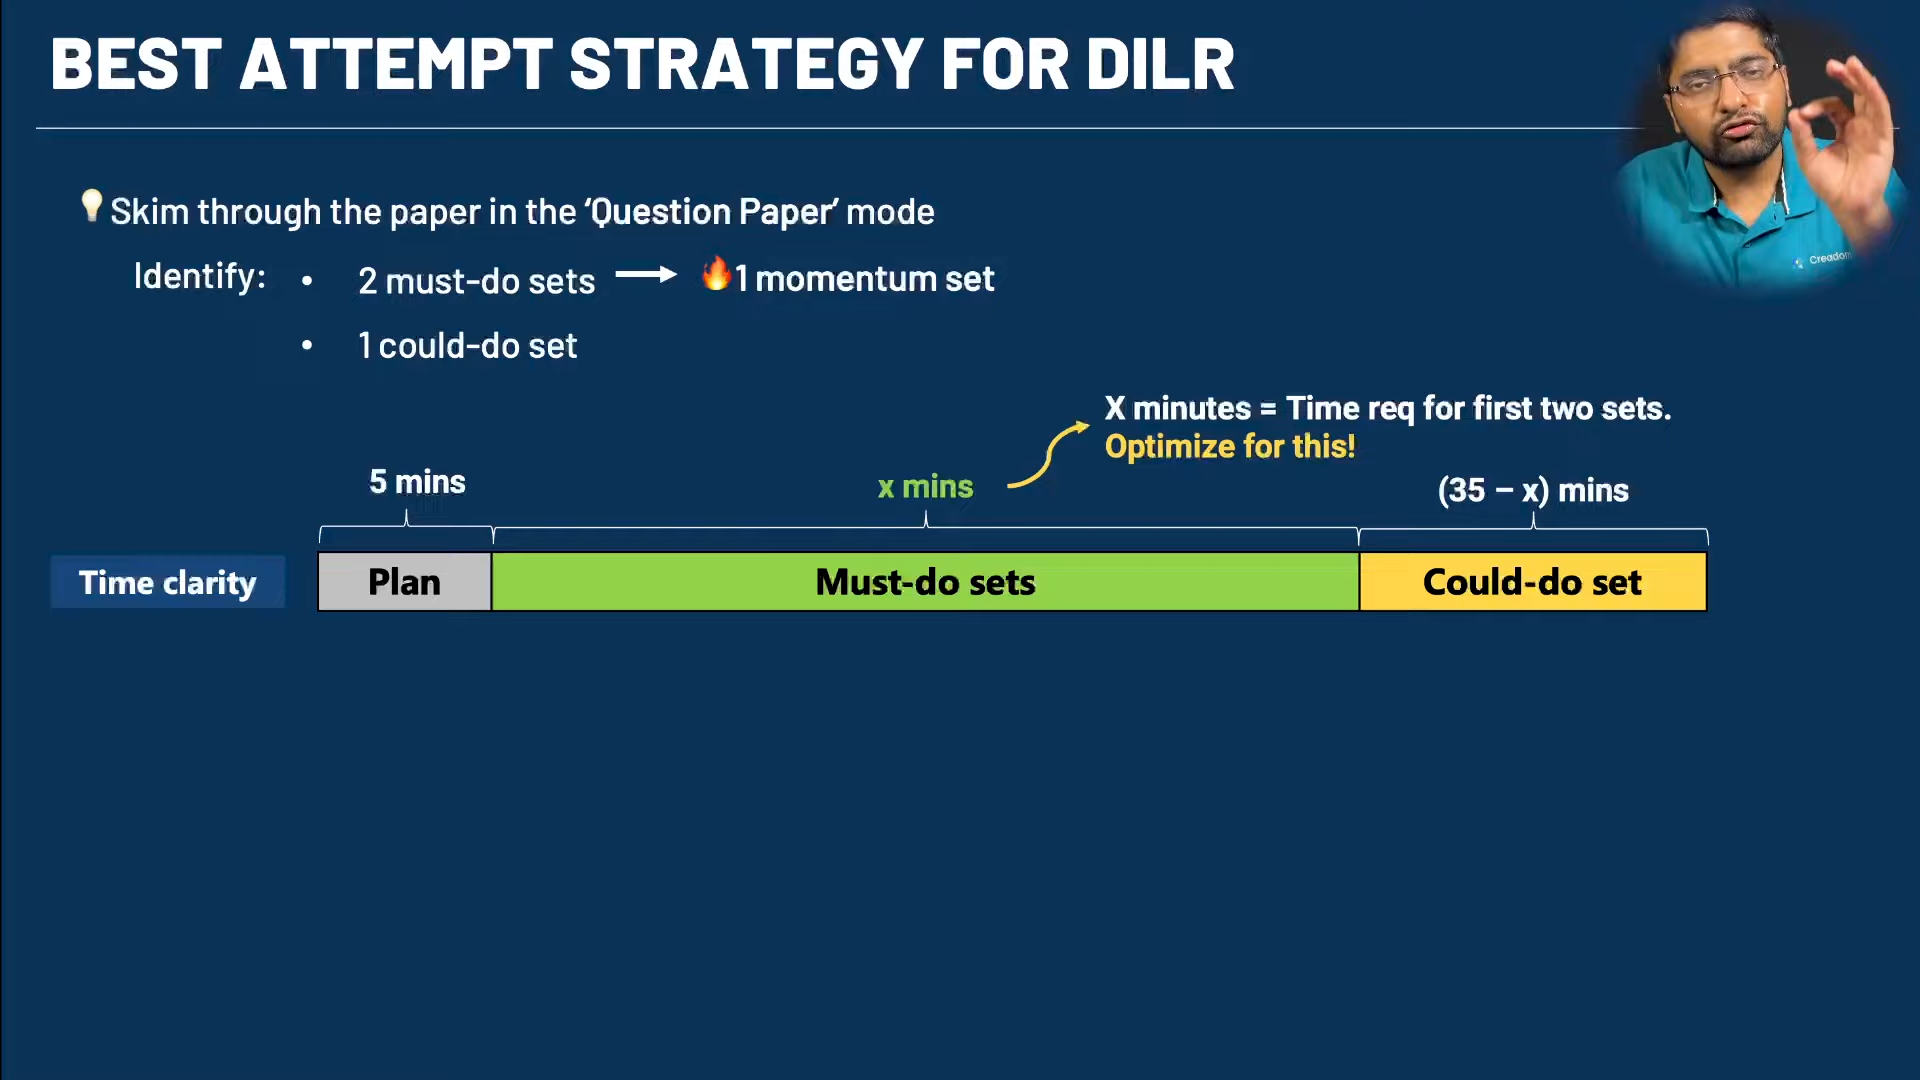 BEST ATTEMPT STRATEGY FOR DILR
💡Skim through the paper in the ‘Question Paper’ mode
Identify: • 2 must-do sets → 🔥1 momentum set
• 1 could-do set
X minutes = Time req for first two sets.
Optimize for this!
5 mins x mins (35 – x) mins
Time clarity Plan Must-do sets Could-do set